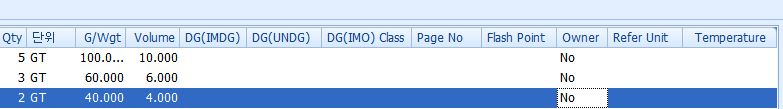 Qty 단위 G/Wgt Volume DG(IMDG) DG(UNDG) DG(IMO) Class Page No Flash Point Owner Refer Unit Temperature
5 GT 100.0... 10.000 No
3 GT 60.000 6.000 No
2 GT 40.000 4.000 No